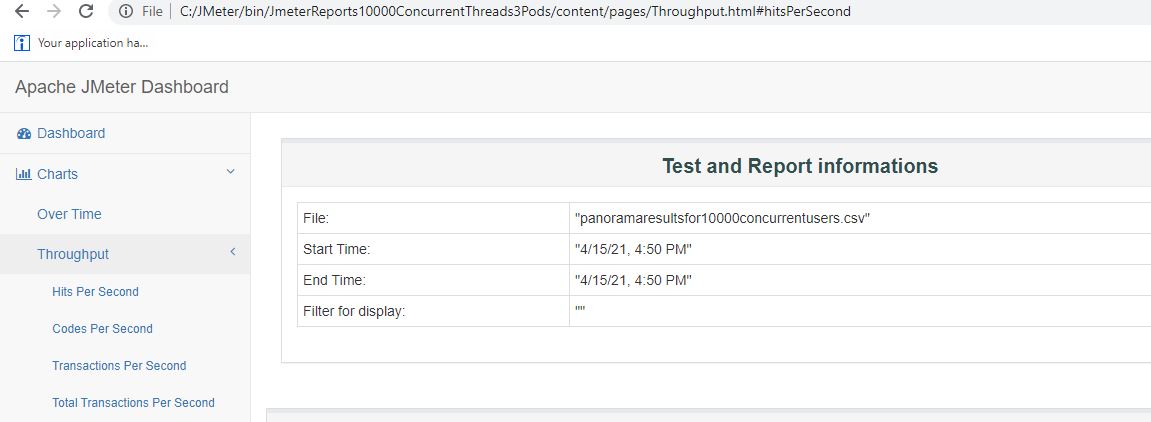 File C:/JMeter/bin/JmeterReports10000ConcurrentThreads3Pods/content/pages/Throughput.html#hitsPerSecond
Your application ha...
Apache JMeter Dashboard
Dashboard
Charts
Over Time
Throughput
Hits Per Second
Codes Per Second
Transactions Per Second
Total Transactions Per Second
Test and Report informations
File: "panoramaresultsfor10000concurrentusers.csv"
Start Time: "4/15/21, 4:50 PM"
End Time: "4/15/21, 4:50 PM"
Filter for display: ""